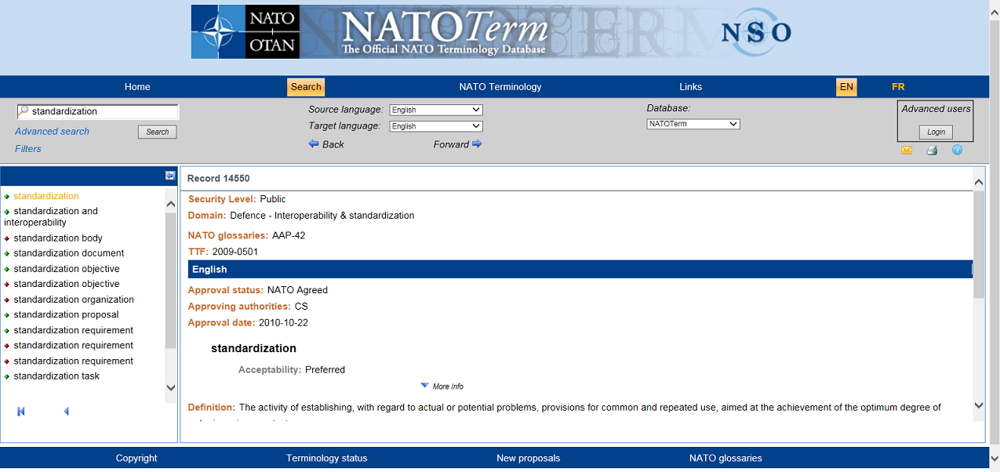 NATO
OTAN
NATOTerm
The Official NATO Terminology Database
NSO
Home Search NATO Terminology Links EN FR
standardization
Advanced search Search
Filters
Source language: English
Target language: English
Back Forward
Database:
NATOTerm
Advanced users
Login
standardization
standardization and
interoperability
standardization body
standardization document
standardization objective
standardization objective
standardization organization
standardization proposal
standardization requirement
standardization requirement
standardization requirement
standardization task
Record 14550
Security Level: Public
Domain: Defence - Interoperability & standardization
NATO glossaries: AAP-42
TTF: 2009-0501
English
Approval status: NATO Agreed
Approving authorities: CS
Approval date: 2010-10-22
standardization
Acceptability: Preferred
More Info
Definition: The activity of establishing, with regard to actual or potential problems, provisions for common and repeated use, aimed at the achievement of the optimum degree of
Copyright Terminology status New proposals NATO glossaries